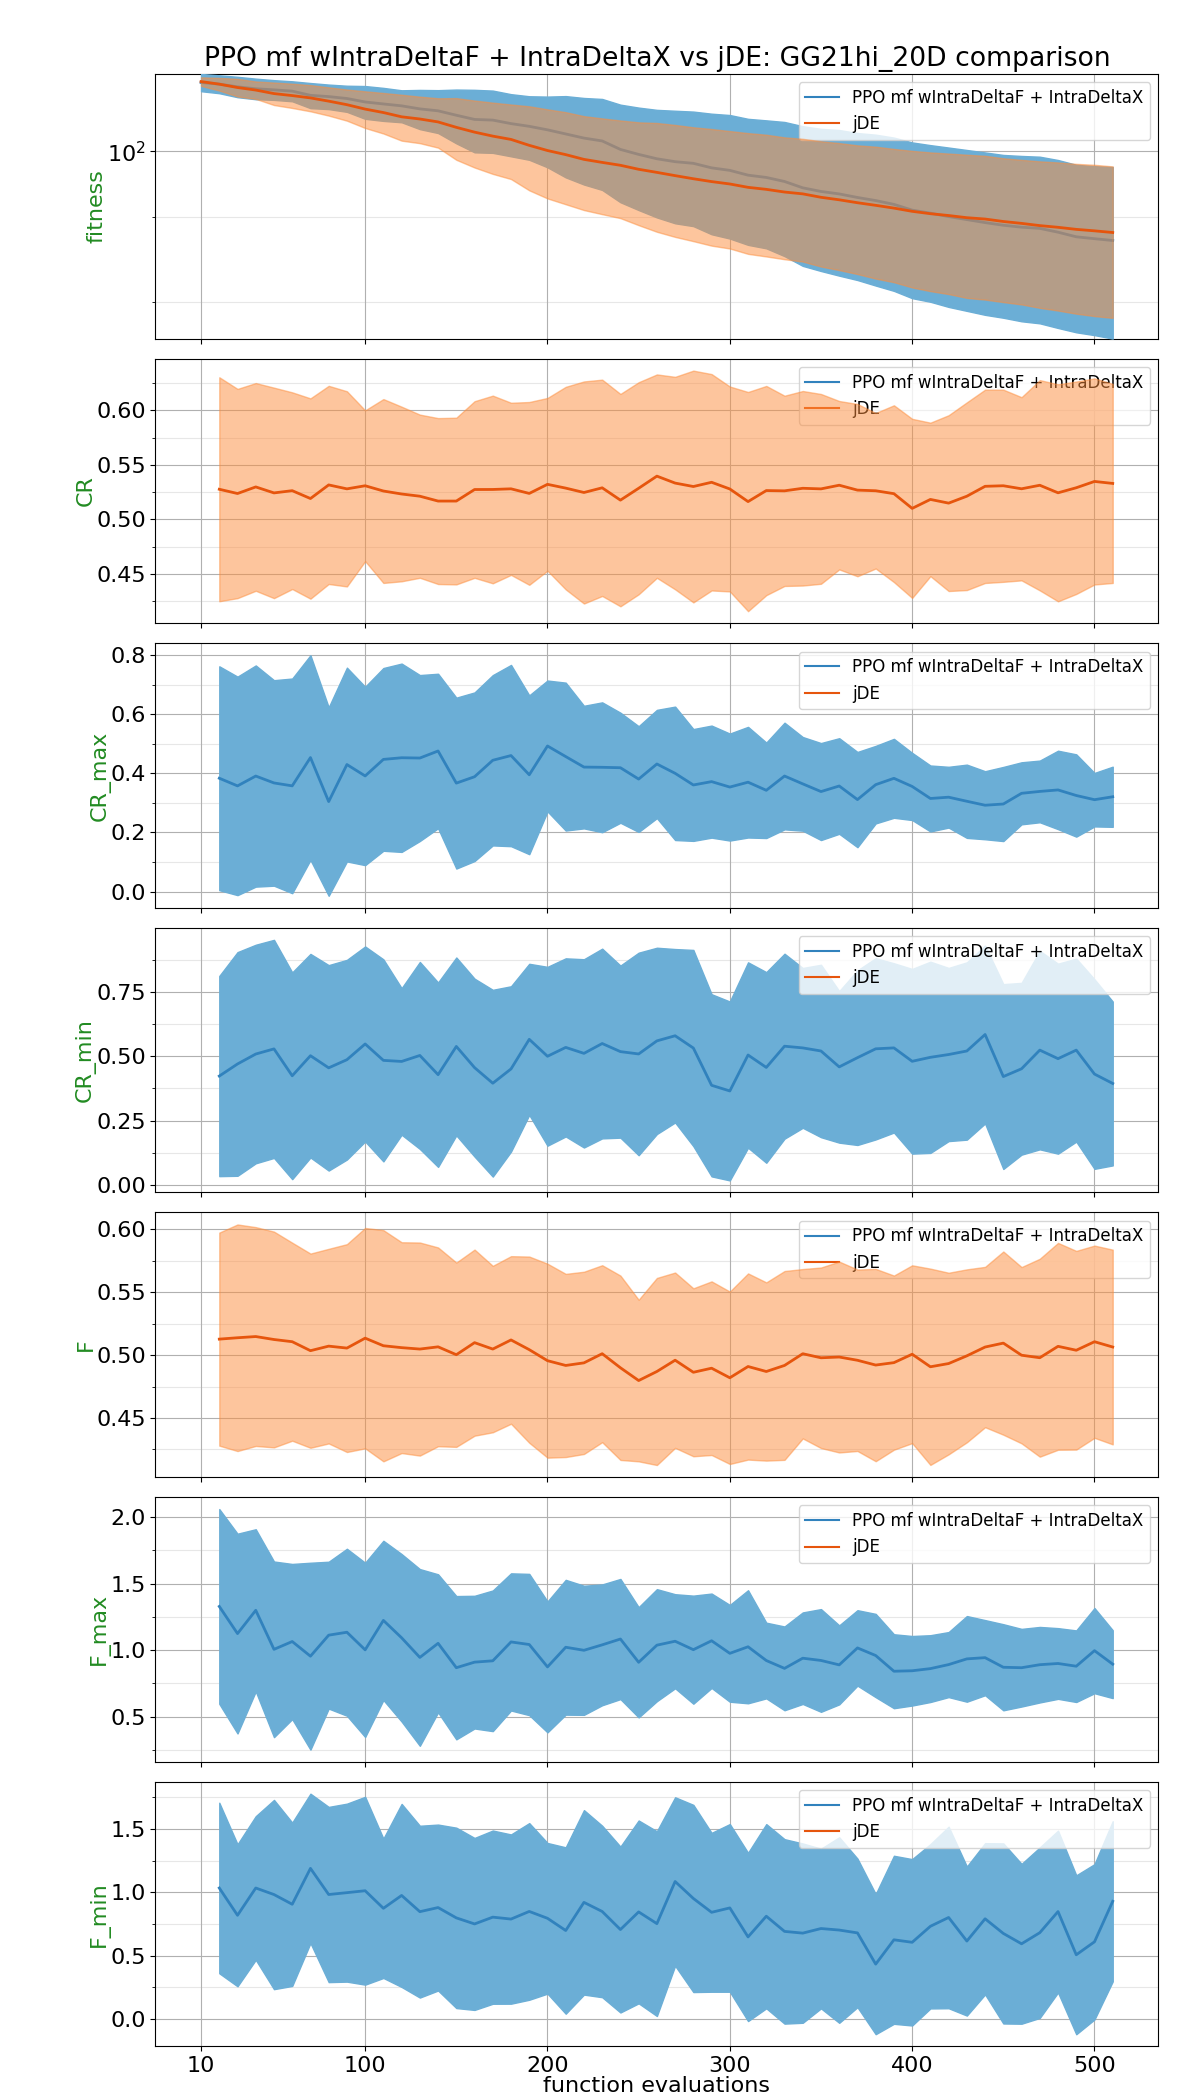 PPO mf wIntraDeltaF + IntraDeltaX vs jDE: GG21hi_20D comparison
PPO mf wIntraDeltaF + IntraDeltaX
jDE
10²
fitness
PPO mf wIntraDeltaF + IntraDeltaX
jDE
0.60
0.55
0.50
0.45
CR
PPO mf wIntraDeltaF + IntraDeltaX
jDE
0.8
0.6
0.4
0.2
0.0
CR_max
PPO mf wIntraDeltaF + IntraDeltaX
jDE
0.75
0.50
0.25
0.00
CR_min
PPO mf wIntraDeltaF + IntraDeltaX
jDE
0.60
0.55
0.50
0.45
F
PPO mf wIntraDeltaF + IntraDeltaX
jDE
2.0
1.5
1.0
0.5
F_max
PPO mf wIntraDeltaF + IntraDeltaX
jDE
1.5
1.0
0.5
0.0
F_min
10 100 200 300 400 500
function evaluations